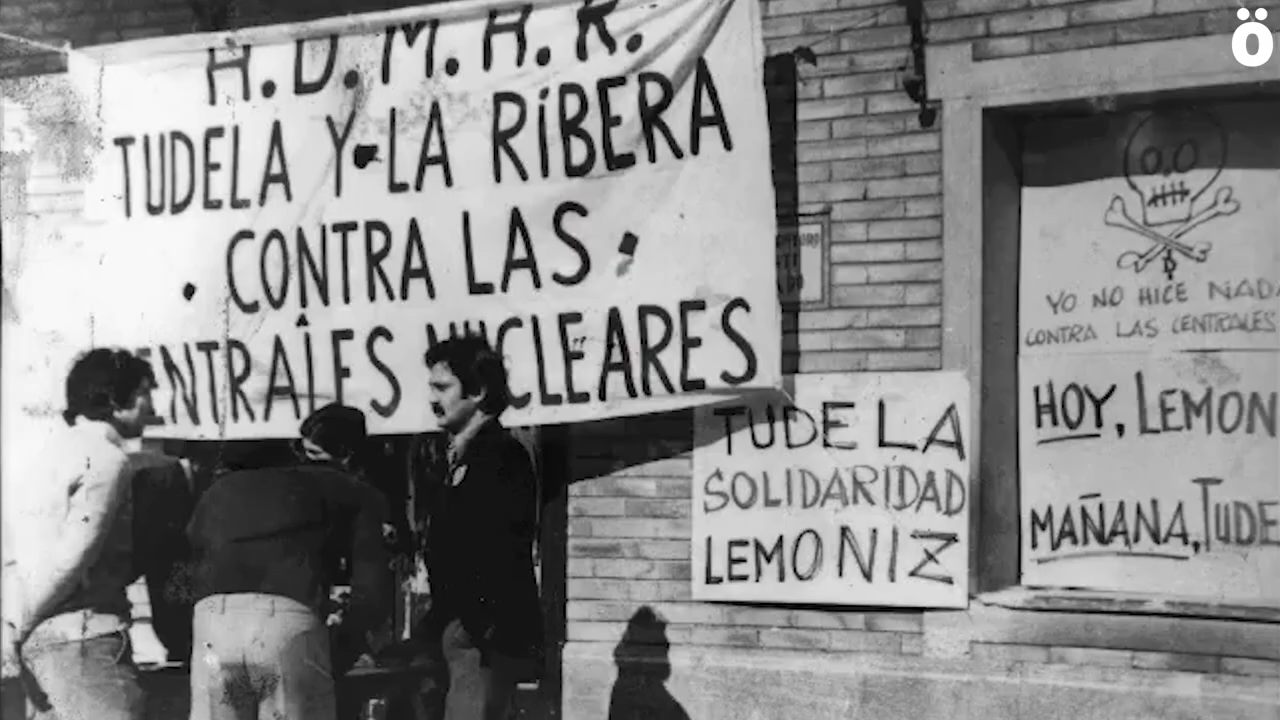 H.D.M.A.R.
TUDELA Y LA RIBERA
· CONTRA LAS ·
CENTRALES NUCLEARES
TUDELA
SOLIDARIDAD
LEMONIZ
YO NO HICE NADA
CONTRA LAS CENTRALES
HOY, LEMON
MAÑANA, TUDE
ö